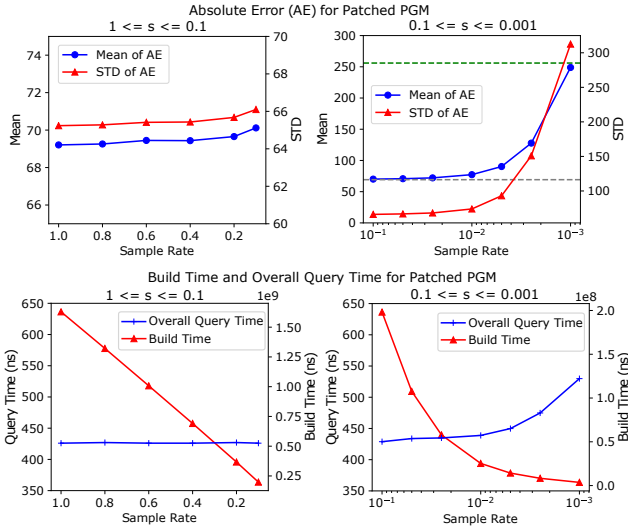 Absolute Error (AE) for Patched PGM
1 <= s <= 0.1
0.1 <= s <= 0.001
74
72
70
68
66
Mean
Mean of AE
STD of AE
70
68
66
64
62
60
STD
1.0 0.8 0.6 0.4 0.2
Sample Rate
300
250
200
150
100
50
0
Mean
Mean of AE
STD of AE
300
250
200
150
100
STD
10⁻¹ 10⁻² 10⁻³
Sample Rate
Build Time and Overall Query Time for Patched PGM
1 <= s <= 0.1
1e9
0.1 <= s <= 0.001
1e8
650
600
550
500
450
400
350
Query Time (ns)
Overall Query Time
Build Time
1.50
1.25
1.00
0.75
0.50
0.25
Build Time (ns)
1.0 0.8 0.6 0.4 0.2
Sample Rate
650
600
550
500
450
400
350
Query Time (ns)
Overall Query Time
Build Time
2.0
1.5
1.0
0.5
0.0
Build Time (ns)
10⁻¹ 10⁻² 10⁻³
Sample Rate